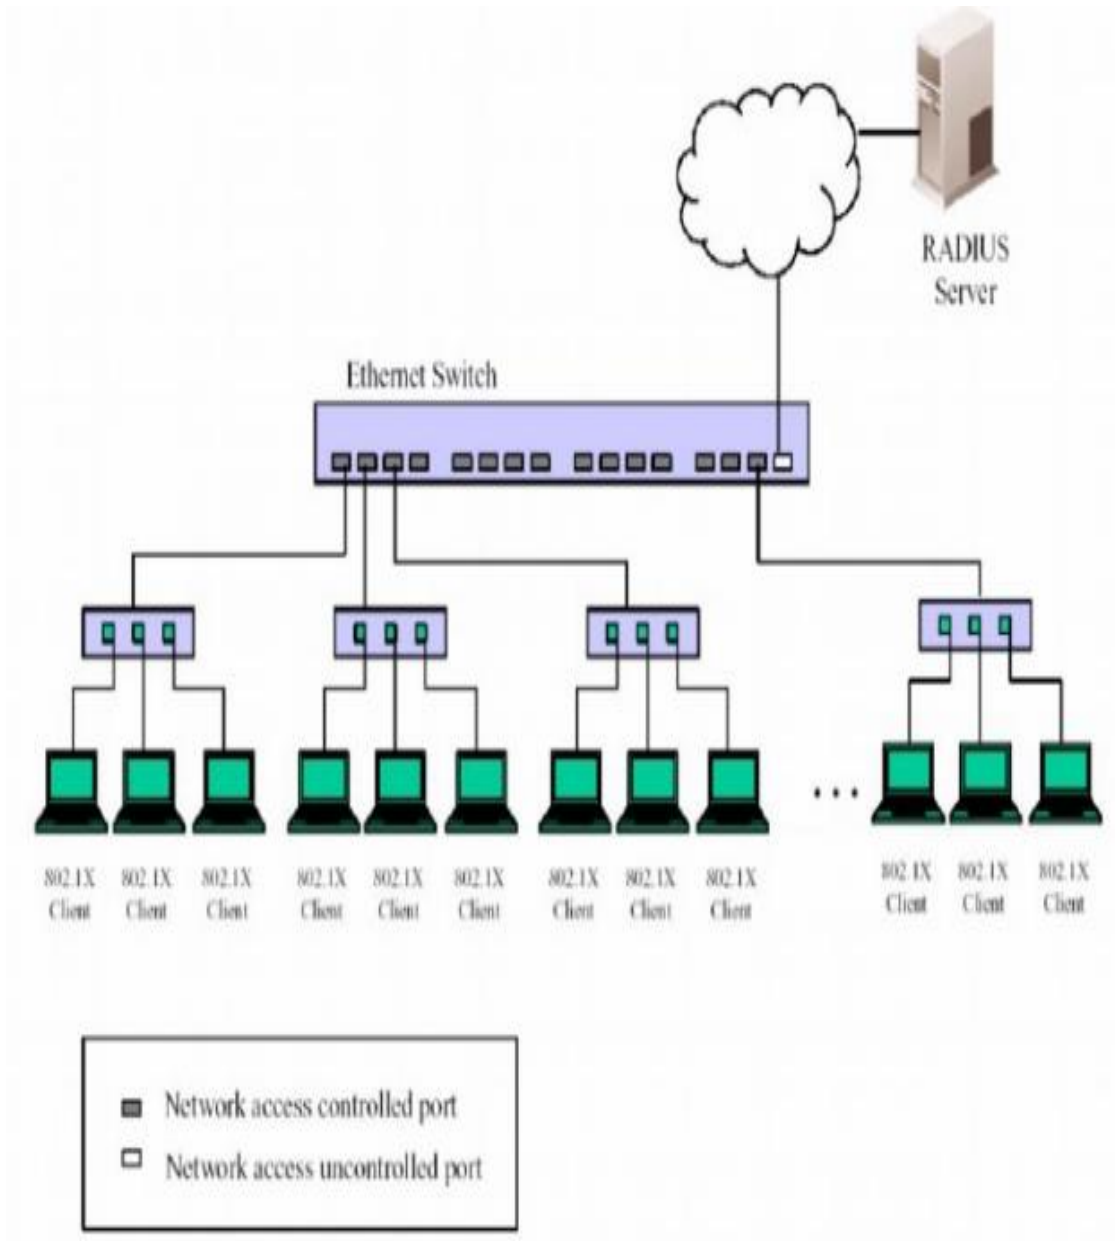 RADIUS
Server
Ethernet Switch
802.1X 802.1X 802.1X 802.1X 802.1X 802.1X 802.1X 802.1X 802.1X 802.1X 802.1X 802.1X
Client Client Client Client Client Client Client Client Client Client Client Client
Network access controlled port
Network access uncontrolled port